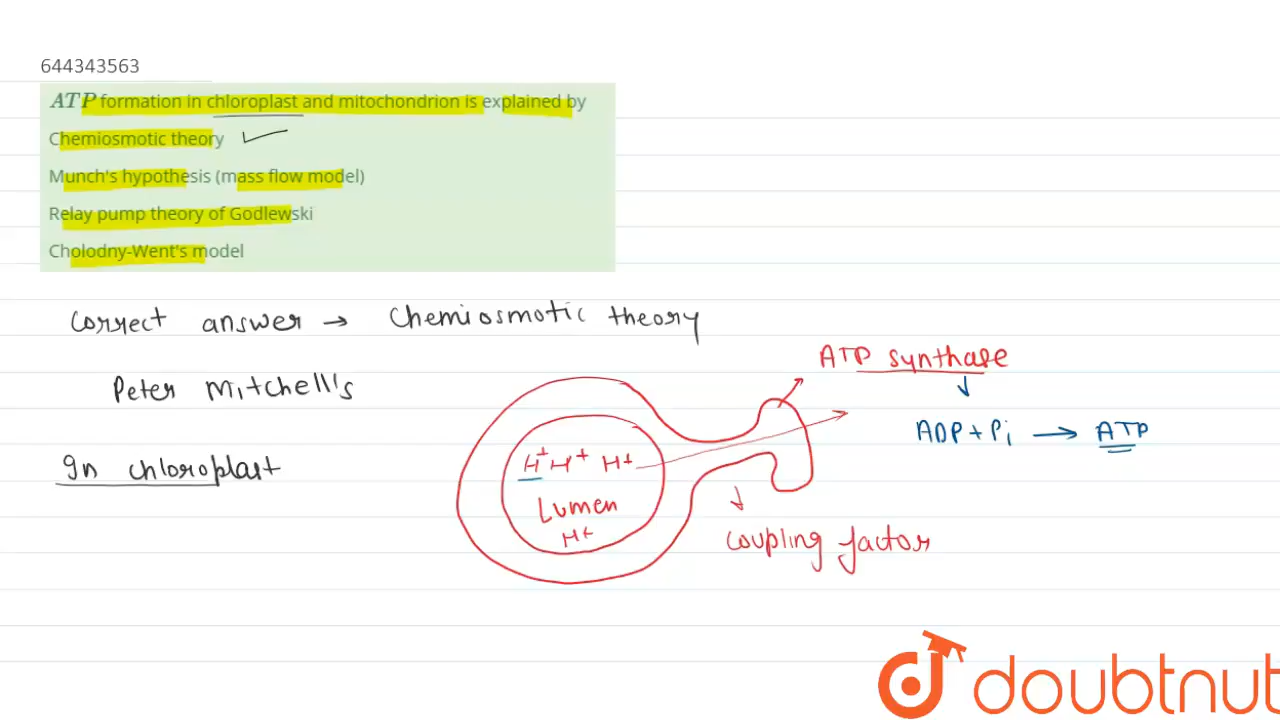 644343563
ATP formation in chloroplast and mitochondrion is explained by
Chemiosmotic theory
Munch's hypothesis (mass flow model)
Relay pump theory of Godlewski
Cholodny-Went's model
Correct answer → Chemiosmotic theory
Peter Mitchell's
In chloroplast
ATP synthase
ADP + Pi → ATP
H+ H+ H+
Lumen
H+
Coupling factor
doubtnut